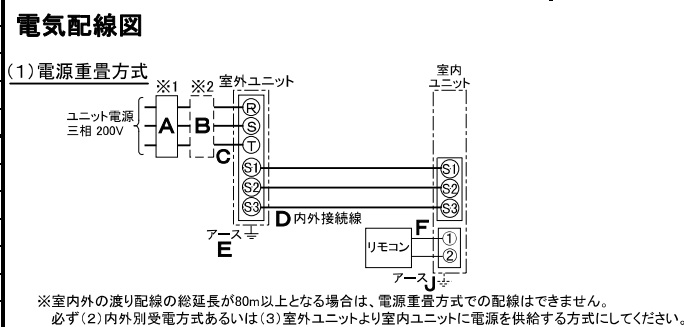 電気配線図
(1)電源重畳方式
※1 ※2 室外ユニット 室内
ユニット
ユニット電源
三相 200V
A B
R
S
T
C
S1 S1
S2 S2
S3 S3
D 内外接続線
アース
E
F
リモコン
①
②
アース J
※室内外の渡り配線の総延長が80m以上となる場合は、電源重畳方式での配線はできません。
必ず(2)内外別受電方式あるいは(3)室外ユニットより室内ユニットに電源を供給する方式にしてください。